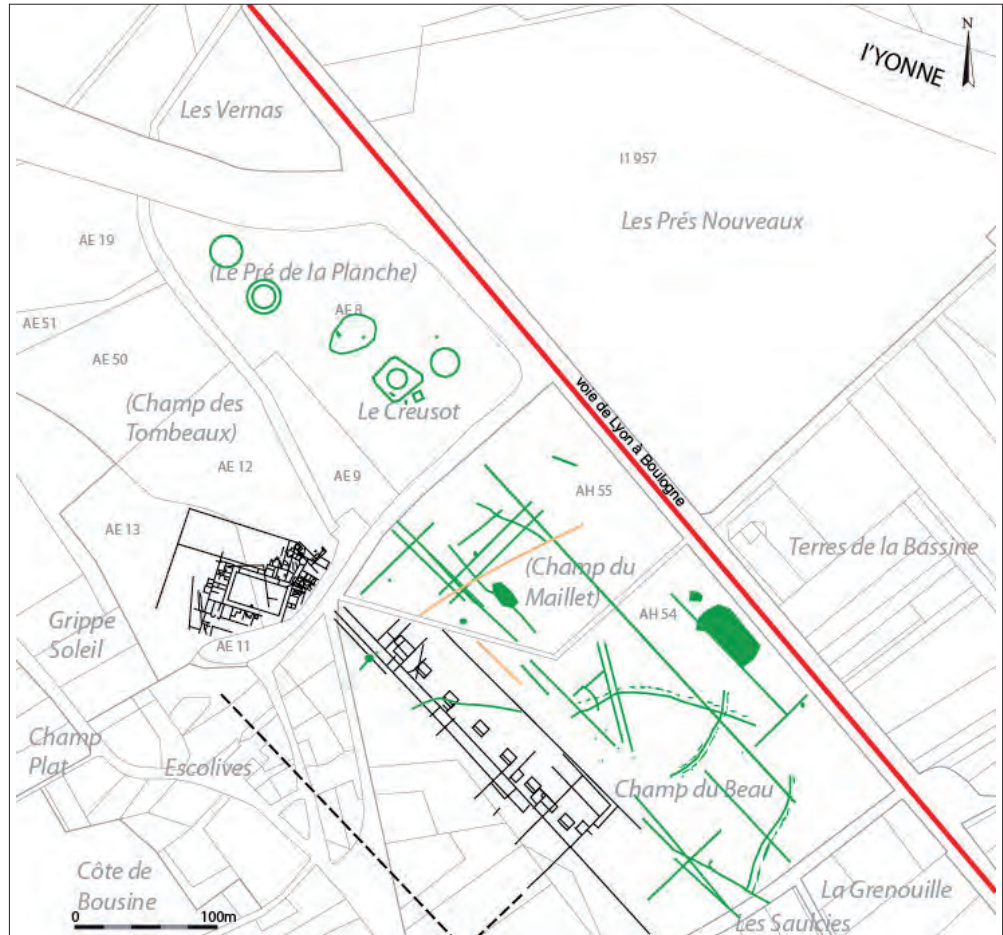 N
l'YONNE
Les Vernas
I1 957
Les Prés Nouveaux
AE 19
(Le Pré de la Planche)
AE 8
AE 51
AE 50
(Champ des
Tombeaux)
Le Creusot
voie de Lyon à Boulogne
AE 12
AE 9
AH 55
AE 13
Terres de la Bassine
(Champ du
Maillet)
AH 54
Grippe
Soleil
AE 11
Champ
Plat
Escolives
Champ du Beau
Côte de
Bousine
La Grenouille
Les Saulcies
0 100m